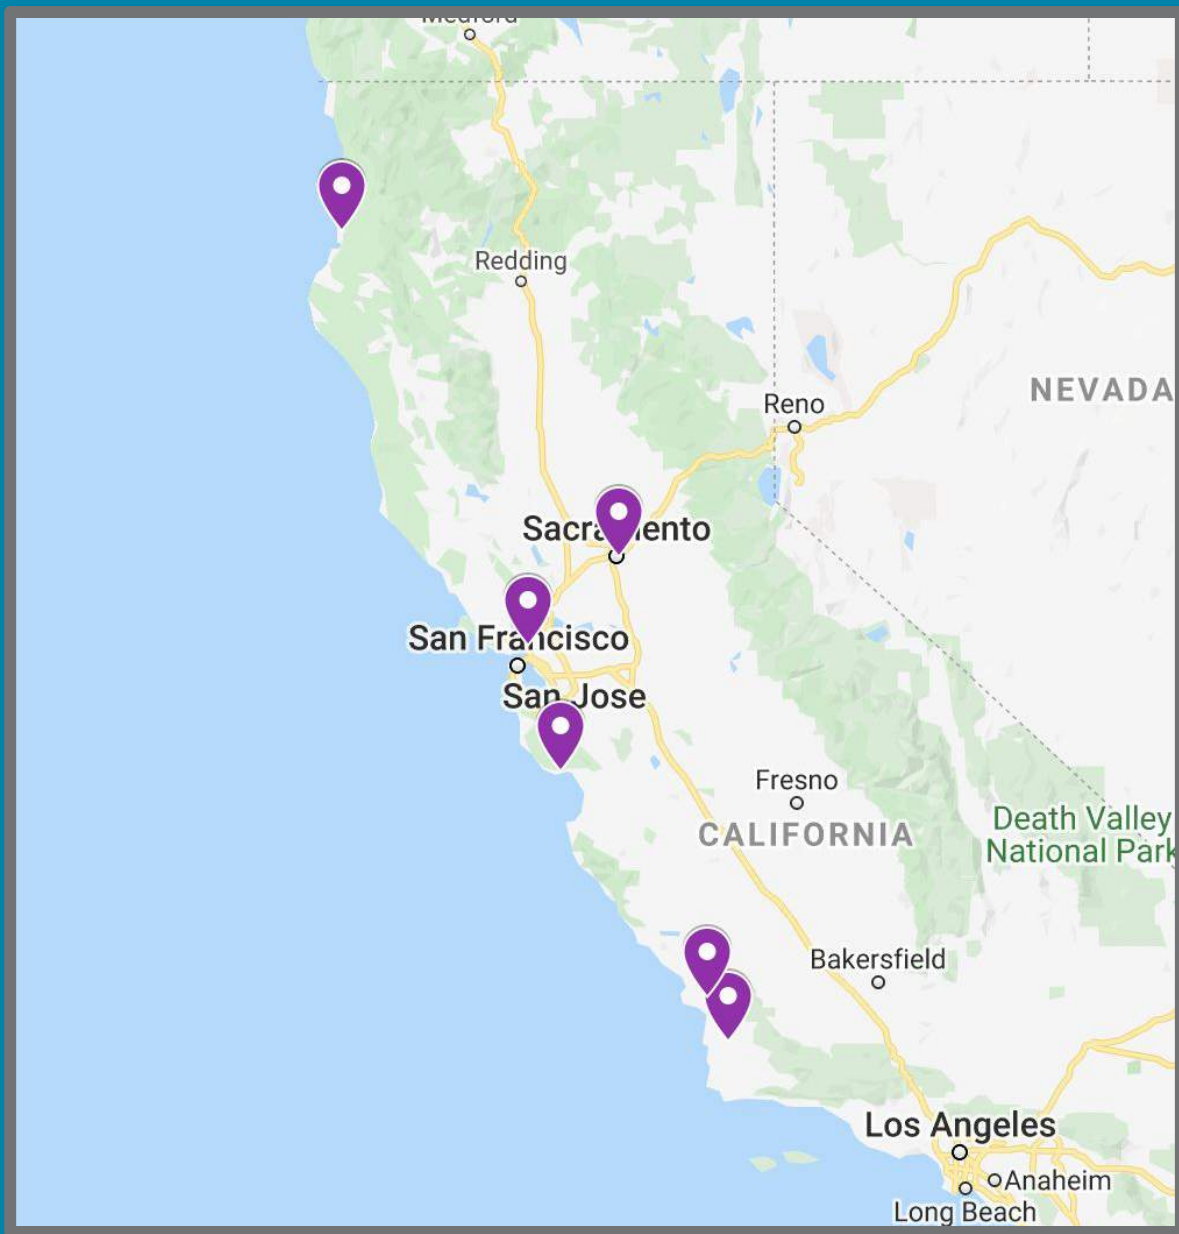 Medford
Redding
NEVADA
Reno
Sacramento
San Francisco
San Jose
Fresno
CALIFORNIA
Death Valley
National Park
Bakersfield
Los Angeles
Anaheim
Long Beach